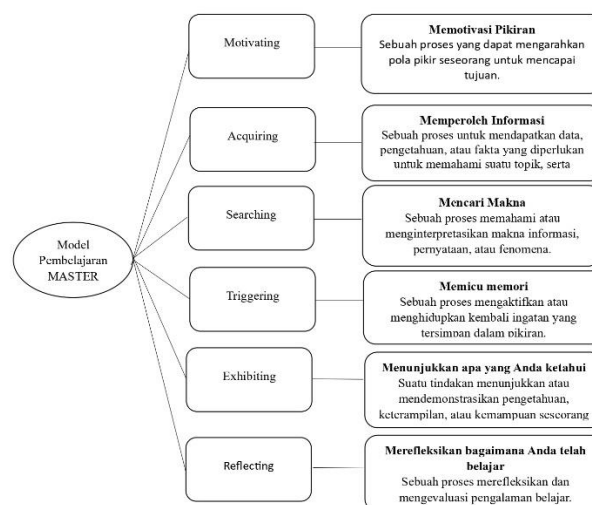 Model
Pembelajaran
MASTER
Motivating
Memotivasi Pikiran
Sebuah proses yang dapat mengarahkan
pola pikir seseorang untuk mencapai
tujuan.
Acquiring
Memperoleh Informasi
Sebuah proses untuk mendapatkan data,
pengetahuan, atau fakta yang diperlukan
untuk memahami suatu topik, serta
Searching
Mencari Makna
Sebuah proses memahami atau
menginterpretasikan makna informasi,
pernyataan, atau fenomena.
Triggering
Memicu memori
Sebuah proses mengaktifkan atau
menghidupkan kembali ingatan yang
tersimpan dalam pikiran.
Exhibiting
Menunjukkan apa yang Anda ketahui
Suatu tindakan menunjukkan atau
mendemonstrasikan pengetahuan,
keterampilan, atau kemampuan seseorang
Reflecting
Merefleksikan bagaimana Anda telah
belajar
Sebuah proses merefleksikan dan
mengevaluasi pengalaman belajar.